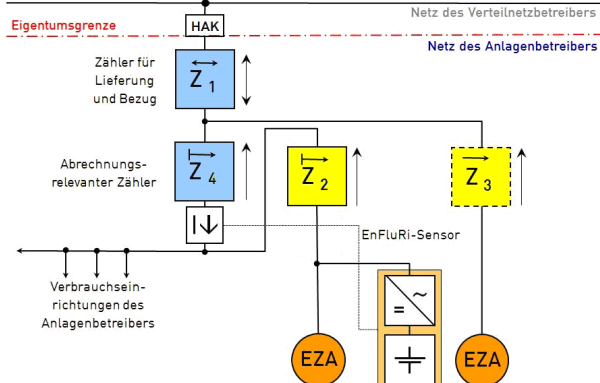 Netz des Verteilnetzbetreibers
Eigentumsgrenze
HAK
Netz des Anlagenbetreibers
Zähler für
Lieferung
und Bezug
Z1
Abrechnungs-
relevanter Zähler
Z4
Z2
Z3
EnFluRi-Sensor
Verbrauchsein-
richtungen des
Anlagenbetreibers
EZA
EZA